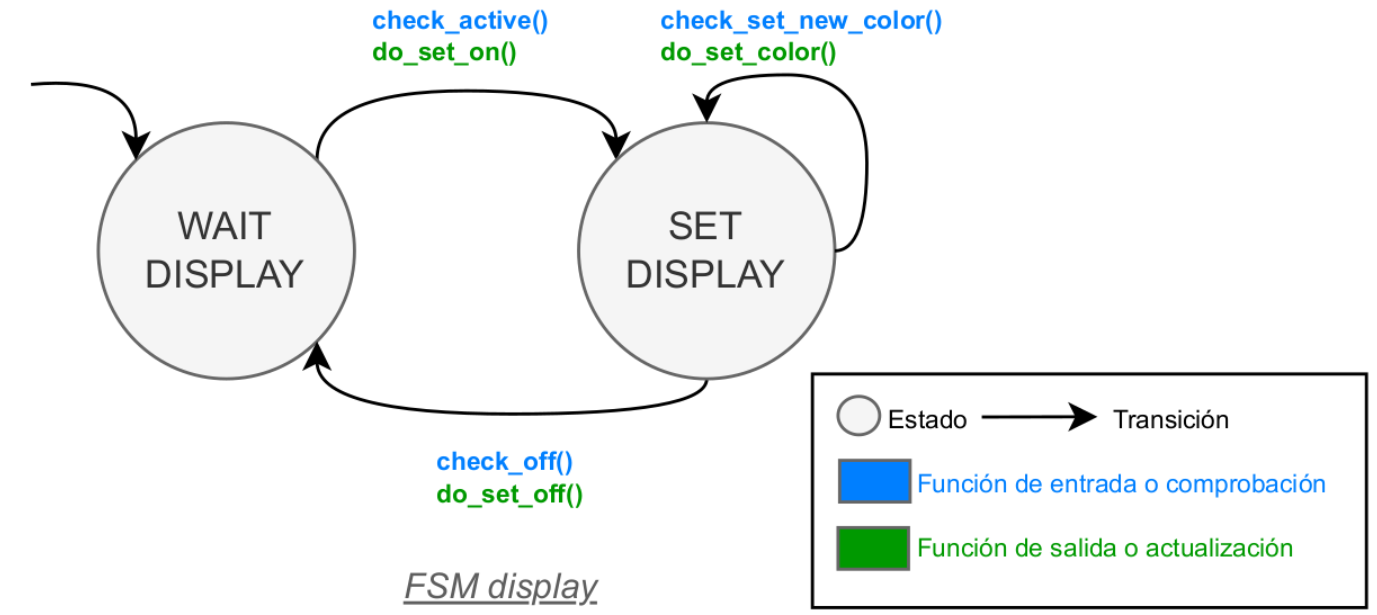 check_active()
do_set_on()
check_set_new_color()
do_set_color()
WAIT
DISPLAY
SET
DISPLAY
check_off()
do_set_off()
FSM display
Estado
Transición
Función de entrada o comprobación
Función de salida o actualización